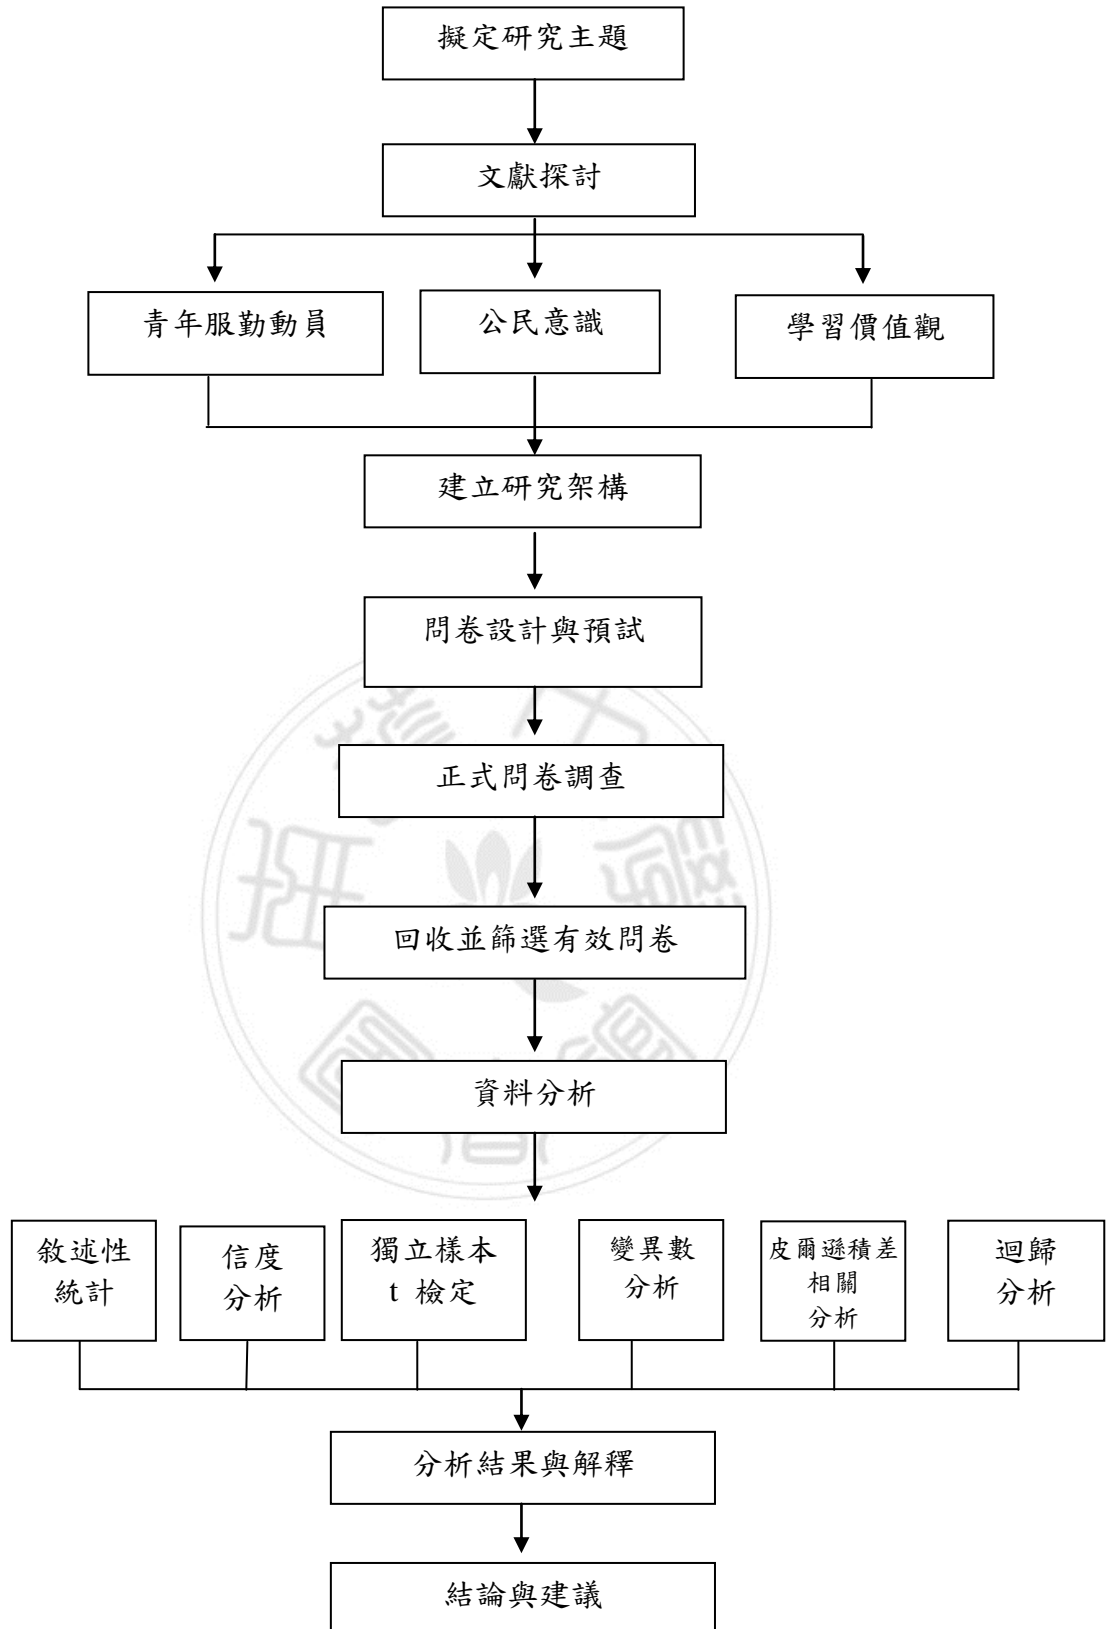 擬定研究主題
文獻探討
青年服勤動員
公民意識
學習價值觀
建立研究架構
問卷設計與預試
正式問卷調查
回收並篩選有效問卷
資料分析
敘述性
統計
信度
分析
獨立樣本
t 檢定
變異數
分析
皮爾遜積差
相關
分析
迴歸
分析
分析結果與解釋
結論與建議